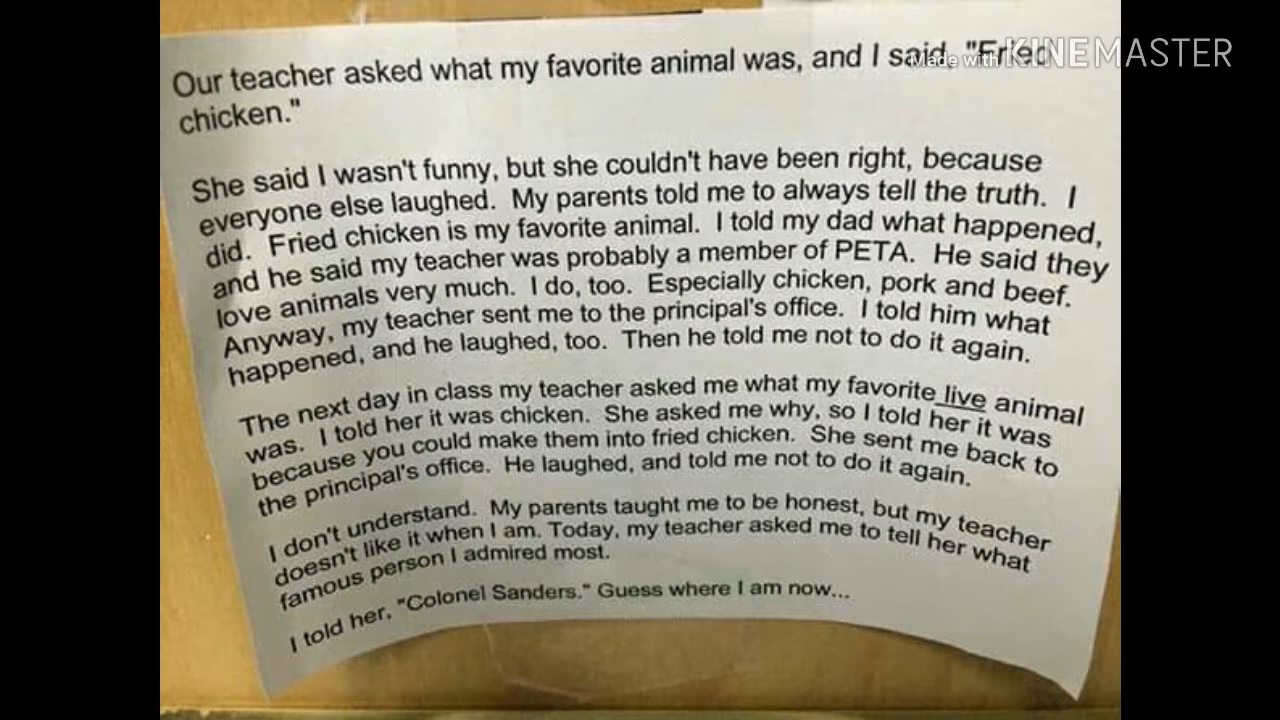 Our teacher asked what my favorite animal was, and I said, "Fried
Made with KINEMASTER
chicken."
She said I wasn't funny, but she couldn't have been right, because
everyone else laughed. My parents told me to always tell the truth. I
did. Fried chicken is my favorite animal. I told my dad what happened,
and he said my teacher was probably a member of PETA. He said they
love animals very much. I do, too. Especially chicken, pork and beef.
Anyway, my teacher sent me to the principal's office. I told him what
happened, and he laughed, too. Then he told me not to do it again.
The next day in class my teacher asked me what my favorite live animal
was. I told her it was chicken. She asked me why, so I told her it was
because you could make them into fried chicken. She sent me back to
the principal's office. He laughed, and told me not to do it again.
I don't understand. My parents taught me to be honest, but my teacher
doesn't like it when I am. Today, my teacher asked me to tell her what
famous person I admired most.
I told her, "Colonel Sanders." Guess where I am now...